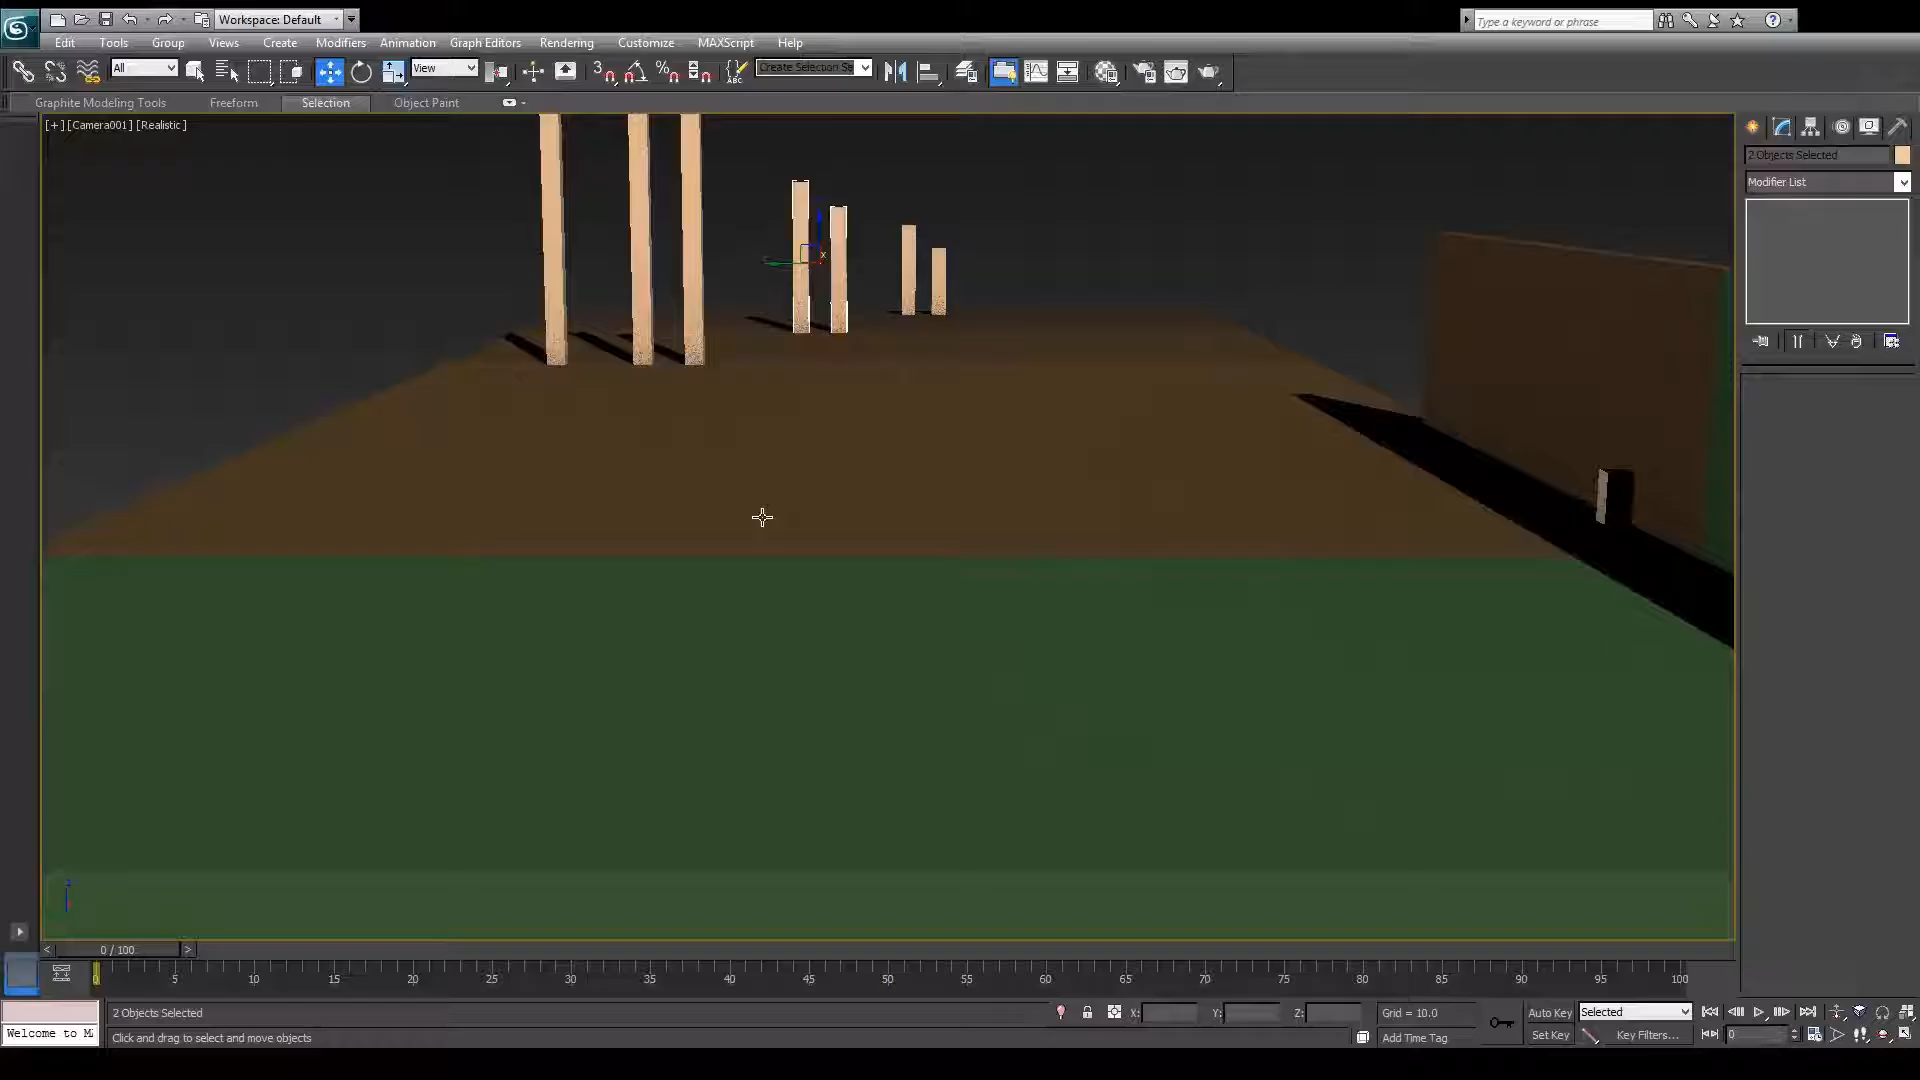 Workspace: Default
Type a keyword or phrase
Edit Tools Group Views Create Modifiers Animation Graph Editors Rendering Customize MAXScript Help
All
View
Create Selection Se
Graphite Modeling Tools Freeform Selection Object Paint
[+] [Camera001] [Realistic]
2 Objects Selected
Modifier List
0 / 100
5 10 15 20 25 30 35 40 45 50 55 60 65 70 75 80 85 90 95 100
2 Objects Selected
X: Y: Z: Grid = 10.0 Auto Key Selected
Welcome to M
Click and drag to select and move objects
Add Time Tag Set Key Key Filters... 0